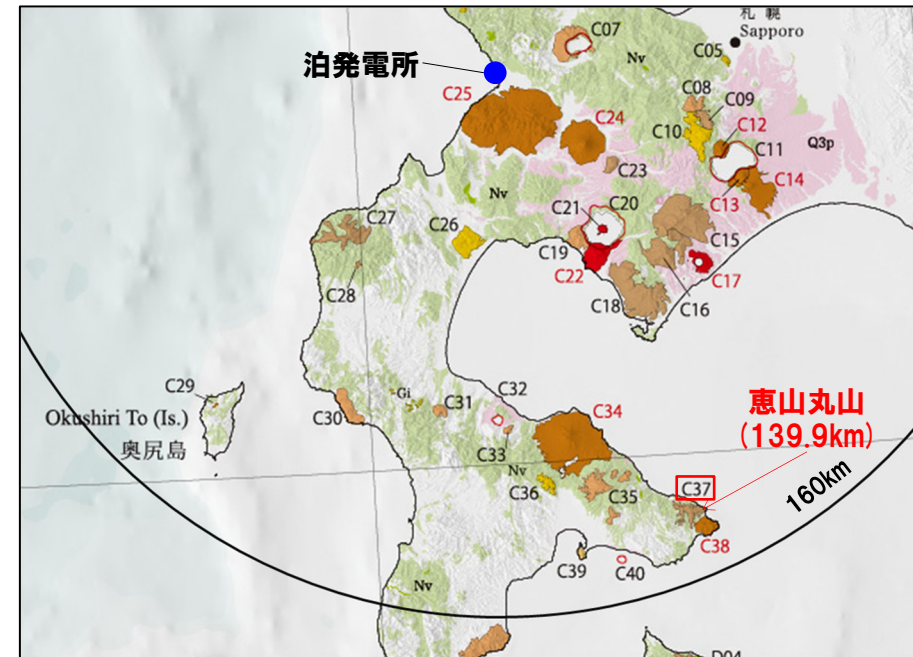 札 幌
Sapporo
C07
Nv
C05
泊発電所
C25
C08
C09
C24
C10
C12
C11
Q3p
C23
C14
C13
Nv
C20
C21
C27
C26
C15
C19
C22
C17
C28
C18
C16
C29
Gi
C32
Okushiri To (Is.)
C30
C31
C34
恵山丸山
(139.9km)
奥尻島
C33
Nv
C36
C35
C37
160km
C38
C39
C40
Nv
D04